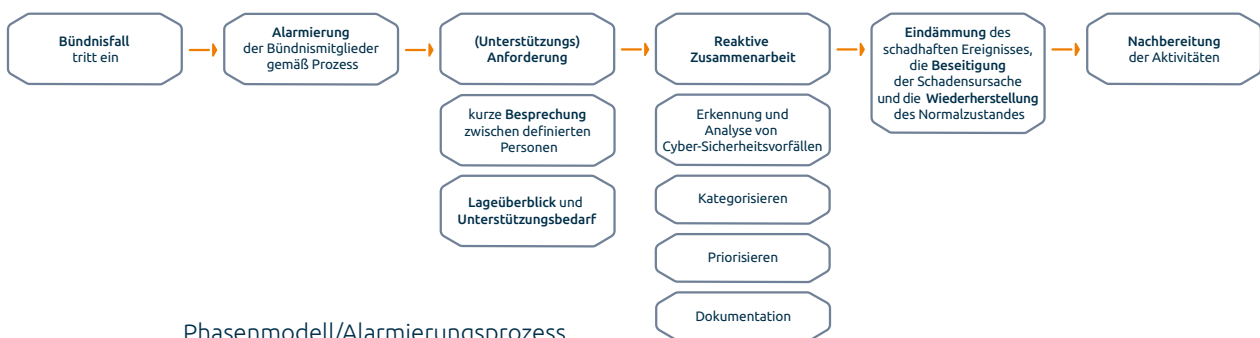 Bündnisfall
tritt ein
Alarmierung
der Bündnismitglieder
gemäß Prozess
(Unterstützungs)
Anforderung
kurze Besprechung
zwischen definierten
Personen
Lageüberblick und
Unterstützungsbedarf
Reaktive
Zusammenarbeit
Erkennung und
Analyse von
Cyber-Sicherheitsvorfällen
Kategorisieren
Priorisieren
Dokumentation
Eindämmung des
schadhaften Ereignisses,
die Beseitigung
der Schadensursache
und die Wiederherstellung
des Normalzustandes
Nachbereitung
der Aktivitäten
Phasenmodell/Alarmierungsprozess